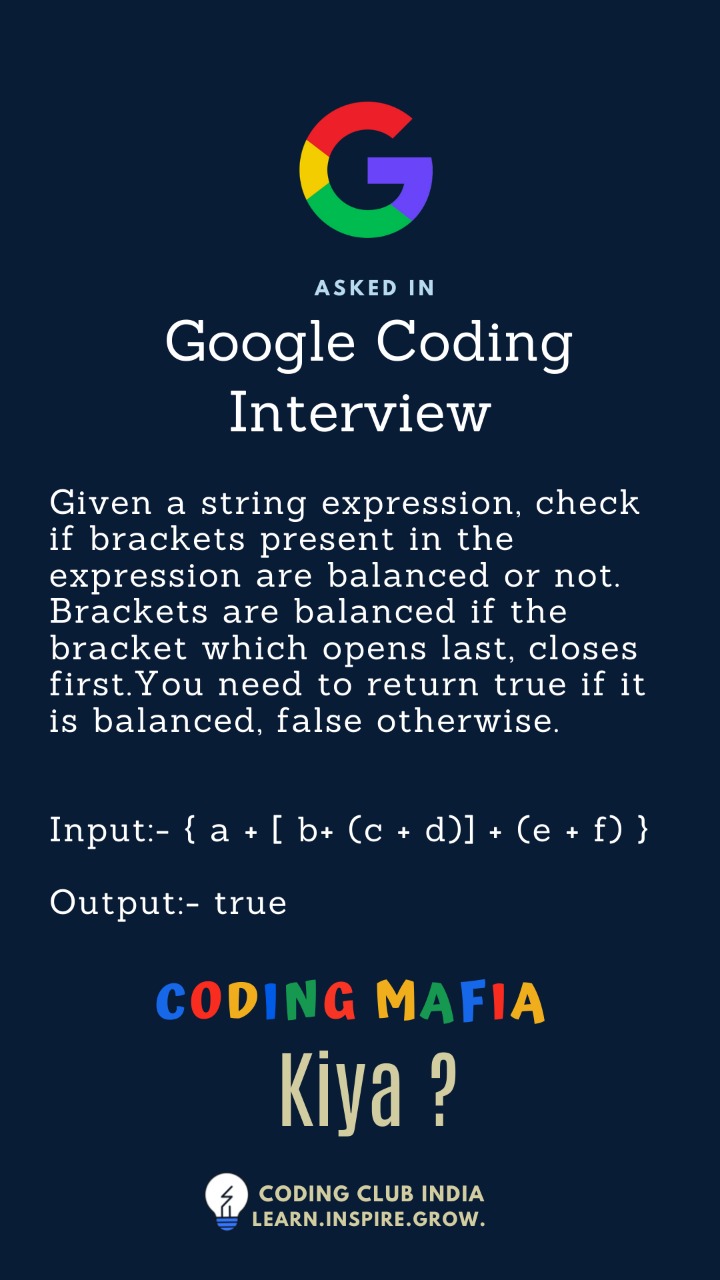 ASKED IN
Google Coding
Interview
Given a string expression, check
if brackets present in the
expression are balanced or not.
Brackets are balanced if the
bracket which opens last, closes
first.You need to return true if it
is balanced, false otherwise.
Input:- { a + [ b+ (c + d)] + (e + f) }
Output:- true
CODING MAFIA
Kiya ?
CODING CLUB INDIA
LEARN.INSPIRE.GROW.